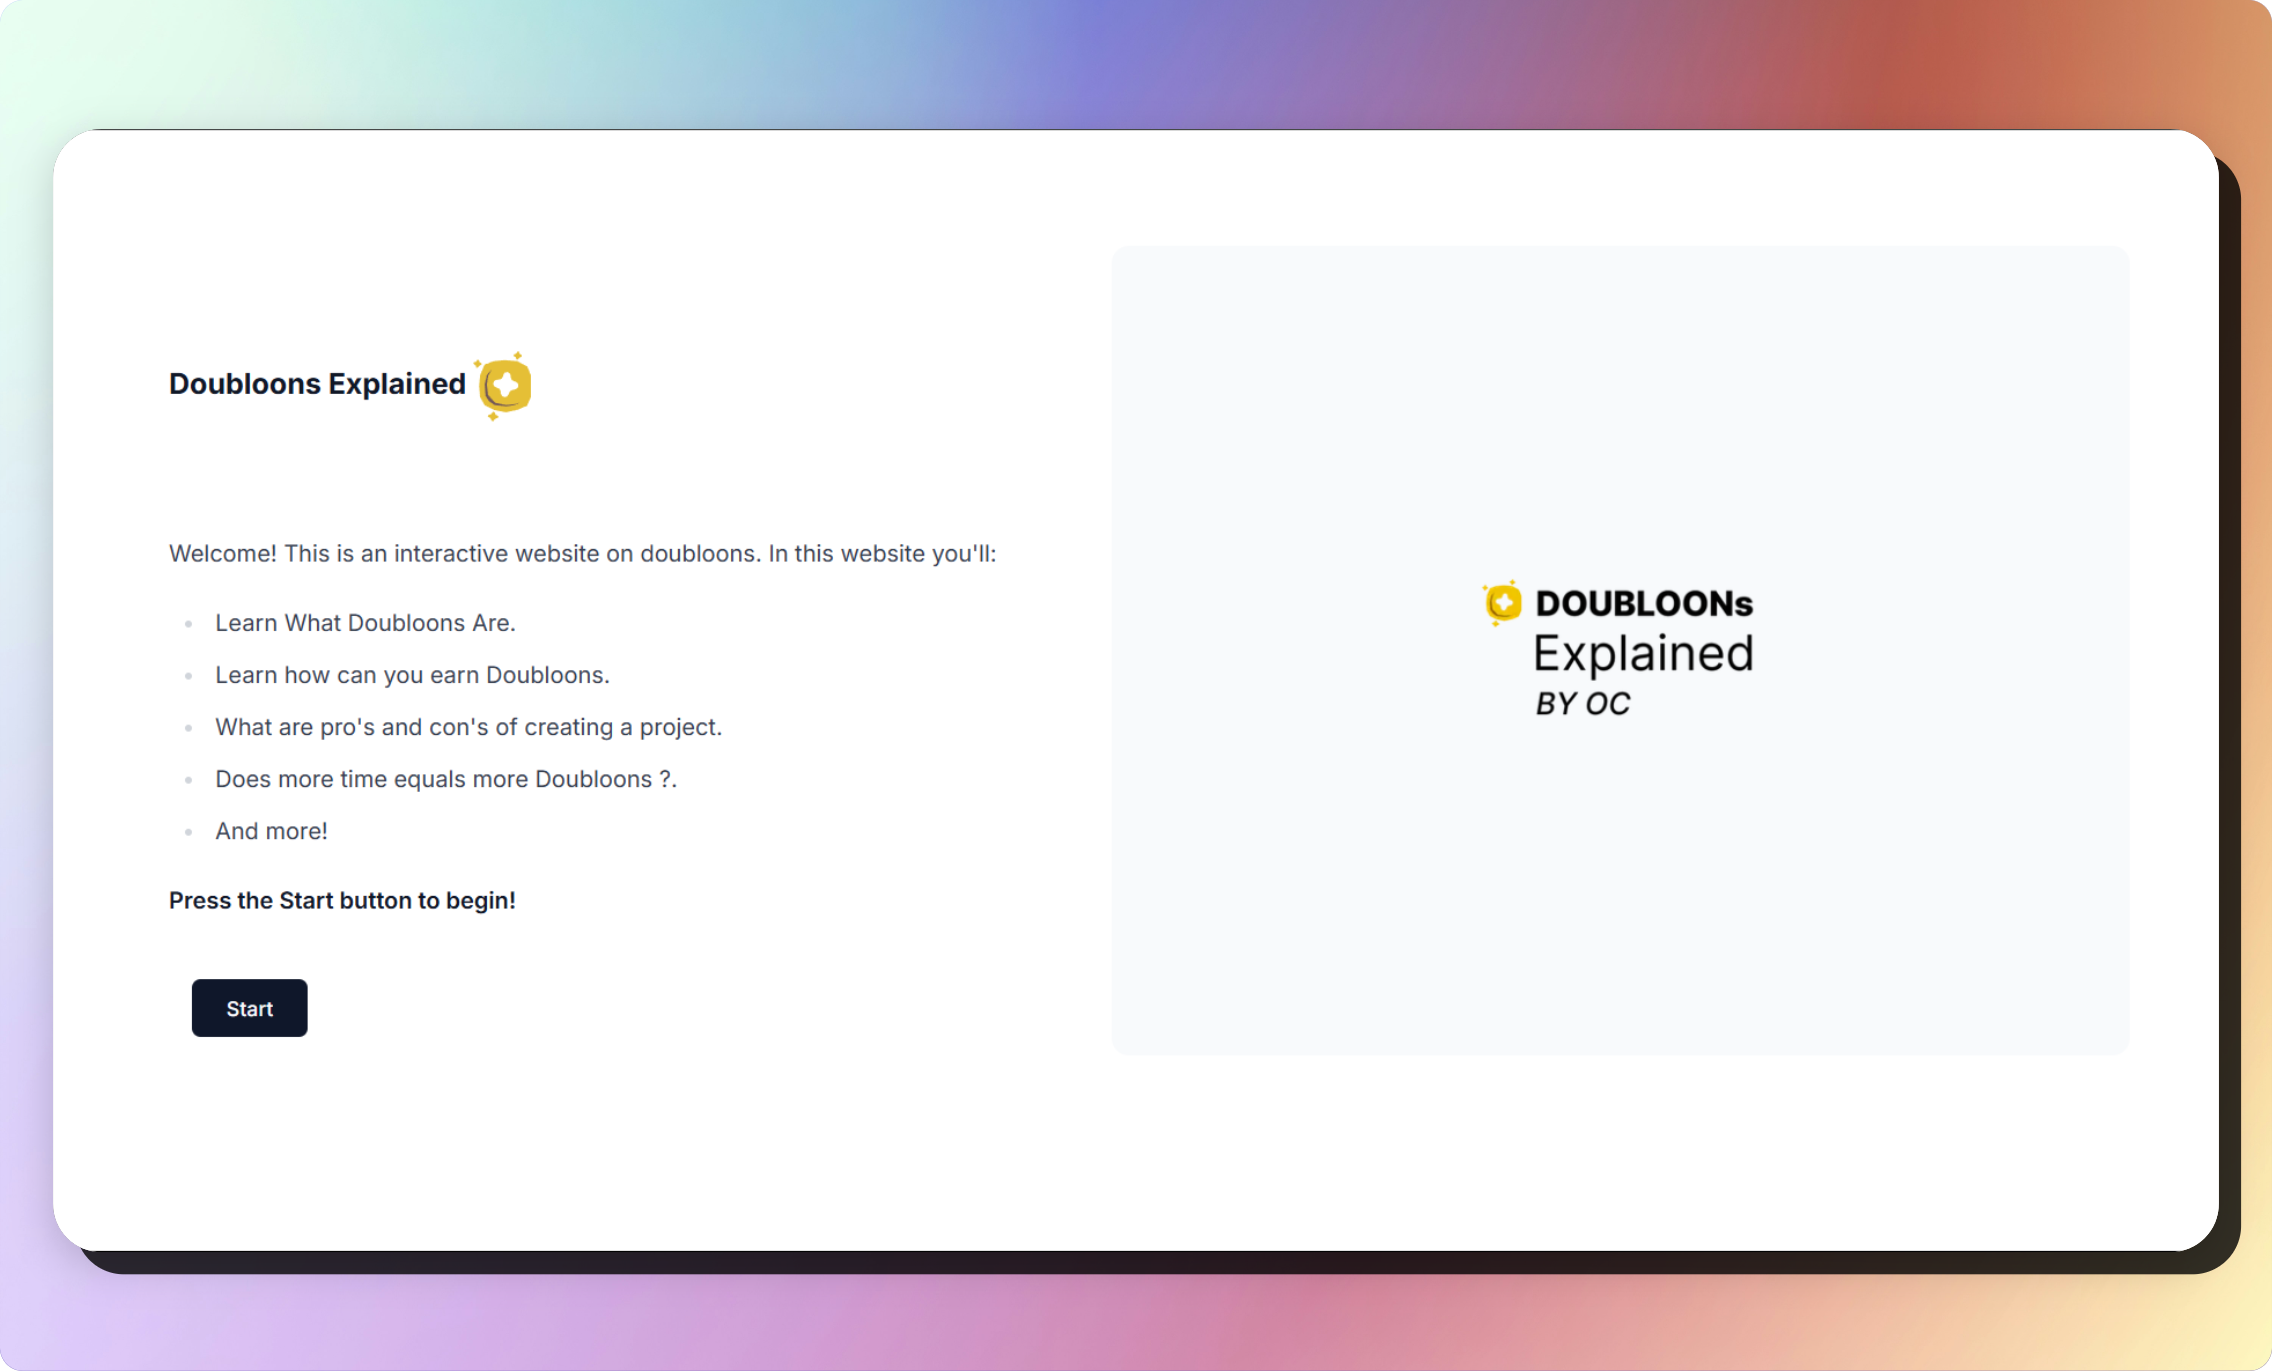 Doubloons Explained
Welcome! This is an interactive website on doubloons. In this website you'll:
Learn What Doubloons Are.
Learn how can you earn Doubloons.
What are pro's and con's of creating a project.
Does more time equals more Doubloons ?.
And more!
Press the Start button to begin!
Start
DOUBLOONs
Explained
BY OC